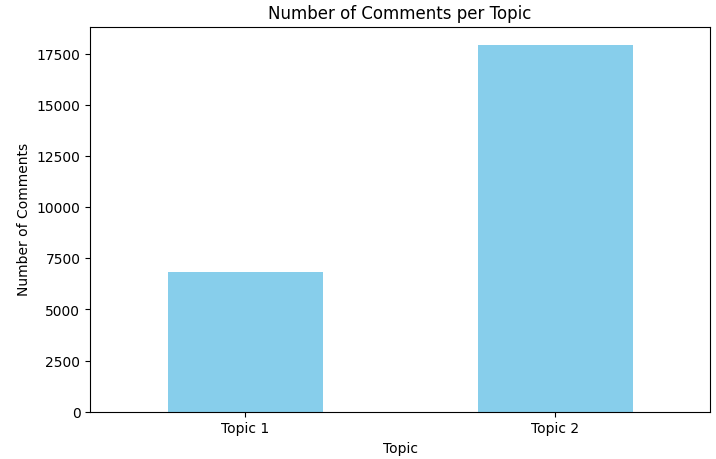 Number of Comments per Topic
17500
15000
12500
10000
7500
5000
2500
0
Number of Comments
Topic 1
Topic 2
Topic